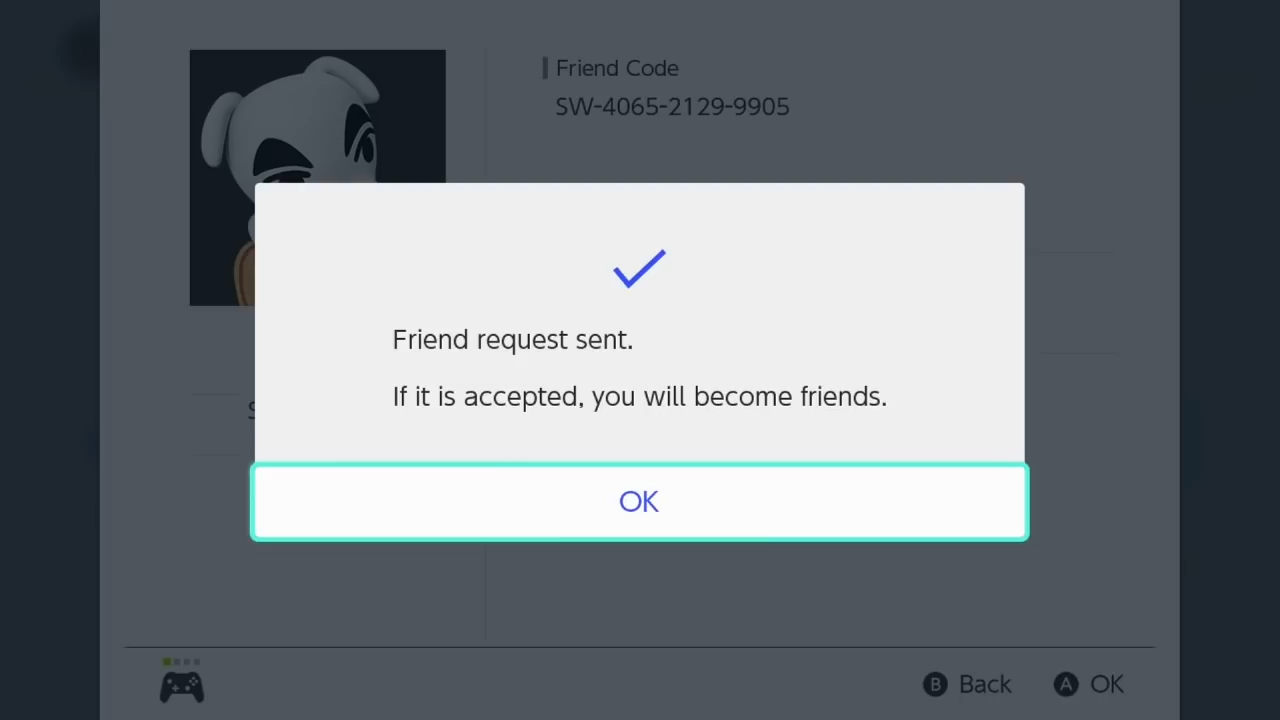 Friend Code
SW-4065-2129-9905
Friend request sent.
If it is accepted, you will become friends.
OK
B Back
A OK